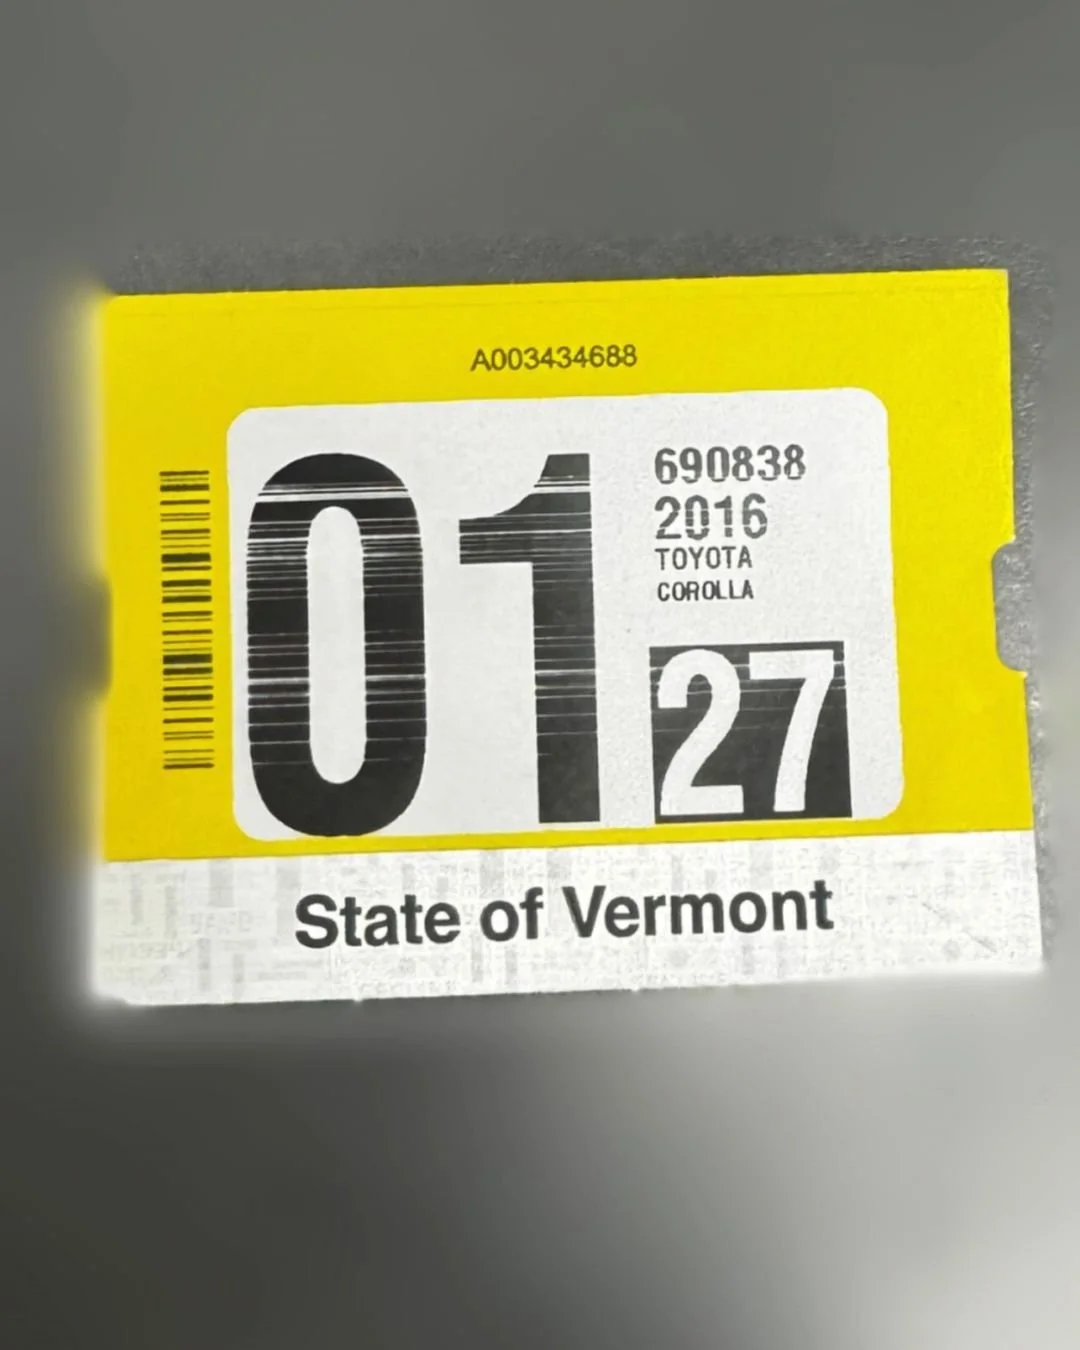 A003434688
01
690838
2016
TOYOTA
COROLLA
27
State of Vermont